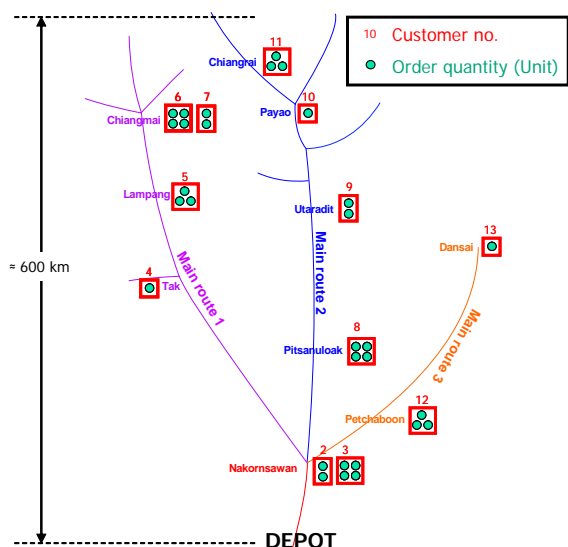 11
10 Customer no.
Chiangrai
Order quantity (Unit)
6 7
10
Payao
Chiangmai
5
9
Lampang
Utaradit
13
Dansai
≈ 600 km
4
Tak
Main route 1
Main route 2
Main route 3
8
Pitsanuloak
12
Petchaboon
2 3
Nakornsawan
DEPOT